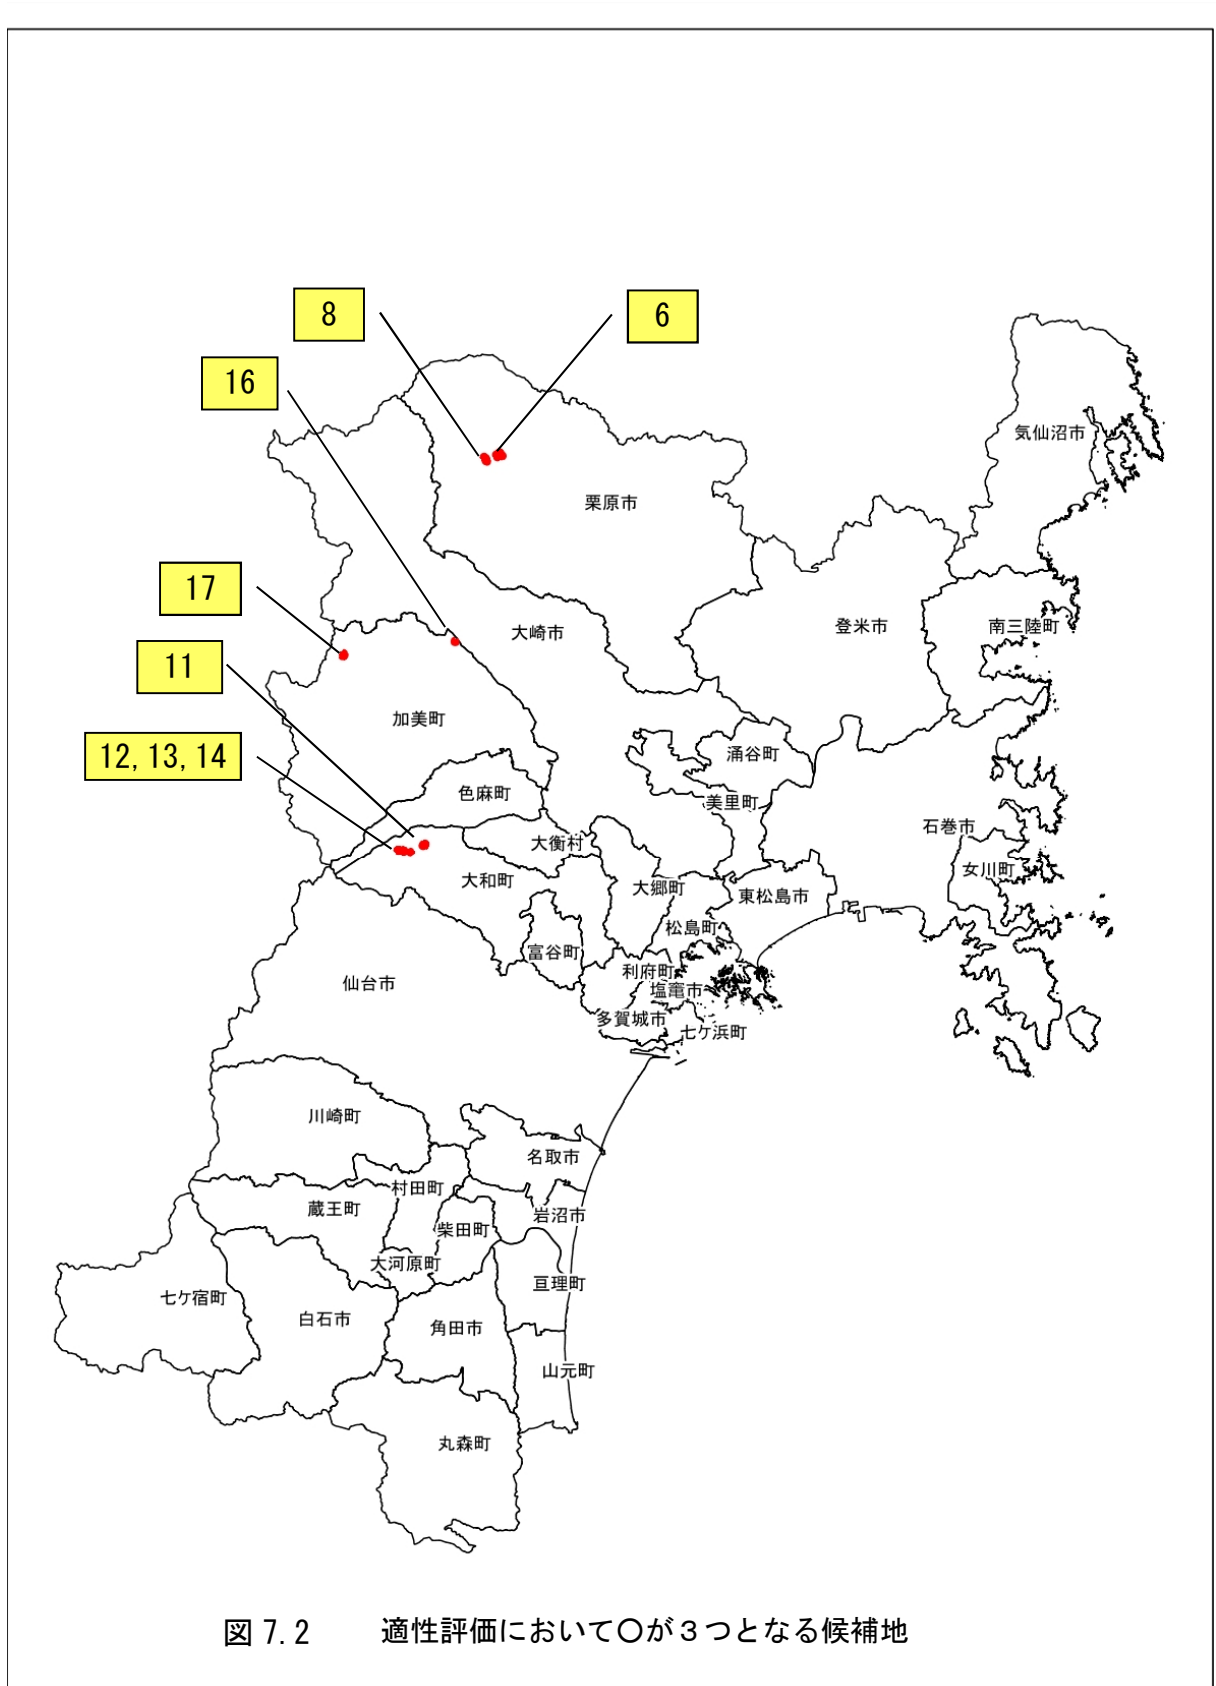 8
6
16
気仙沼市
栗原市
17
大崎市
登米市
南三陸町
11
加美町
12,13,14
涌谷町
色麻町
美里町
石巻市
大衡村
女川町
大和町
大郷町
東松島市
松島町
富谷町
利府町
仙台市
塩竈市
多賀城市
七ケ浜町
川崎町
名取市
村田町
蔵王町
岩沼市
柴田町
大河原町
亘理町
七ケ宿町
白石市
角田市
山元町
丸森町
図 7.2 適性評価において〇が３つとなる候補地